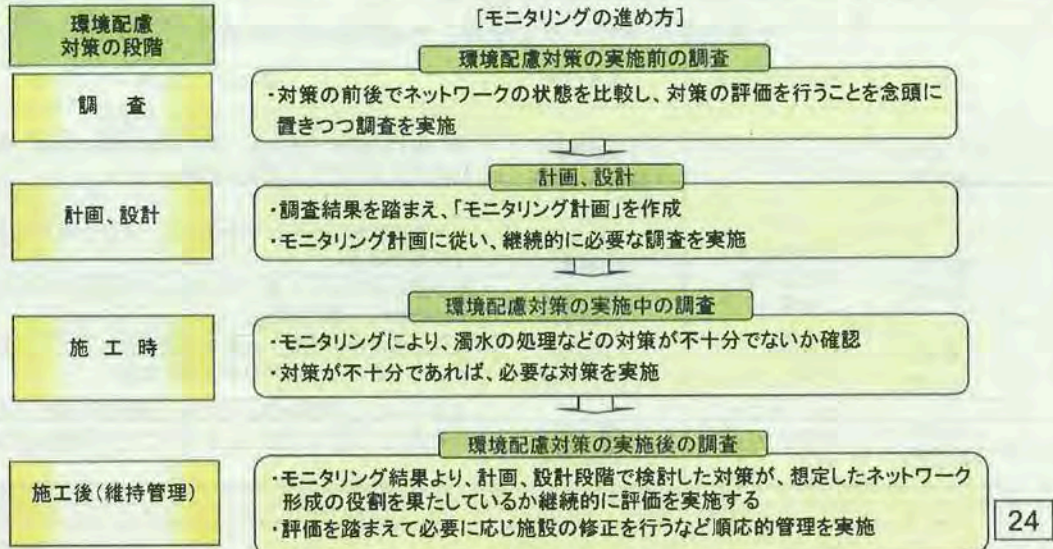 環境配慮
対策の段階
[モニタリングの進め方]
環境配慮対策の実施前の調査
調 査
・対策の前後でネットワークの状態を比較し、対策の評価を行うことを念頭に
置きつつ調査を実施
計画、設計
計画、設計
・調査結果を踏まえ、「モニタリング計画」を作成
・モニタリング計画に従い、継続的に必要な調査を実施
環境配慮対策の実施中の調査
施 工 時
・モニタリングにより、濁水の処理などの対策が不十分でないか確認
・対策が不十分であれば、必要な対策を実施
環境配慮対策の実施後の調査
施工後(維持管理)
・モニタリング結果より、計画、設計段階で検討した対策が、想定したネットワーク
形成の役割を果たしているか継続的に評価を実施する
・評価を踏まえて必要に応じ施設の修正を行うなど順応的管理を実施
24